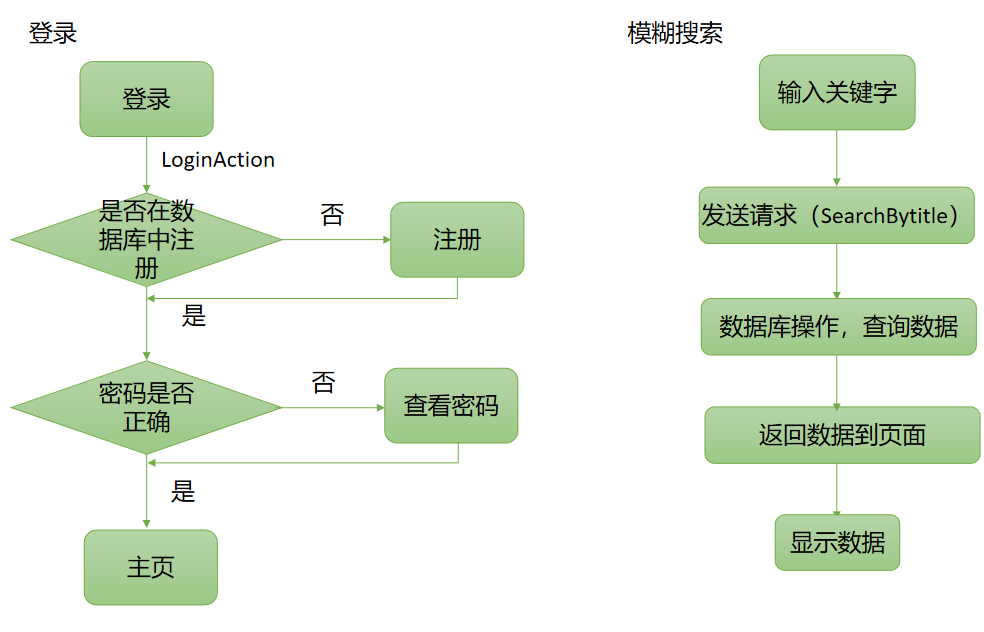 登录
登录
LoginAction
是否在数
据库中注
册
否
注册
是
密码是否
正确
否
查看密码
是
主页
模糊搜索
输入关键字
发送请求（SearchBytitle）
数据库操作，查询数据
返回数据到页面
显示数据